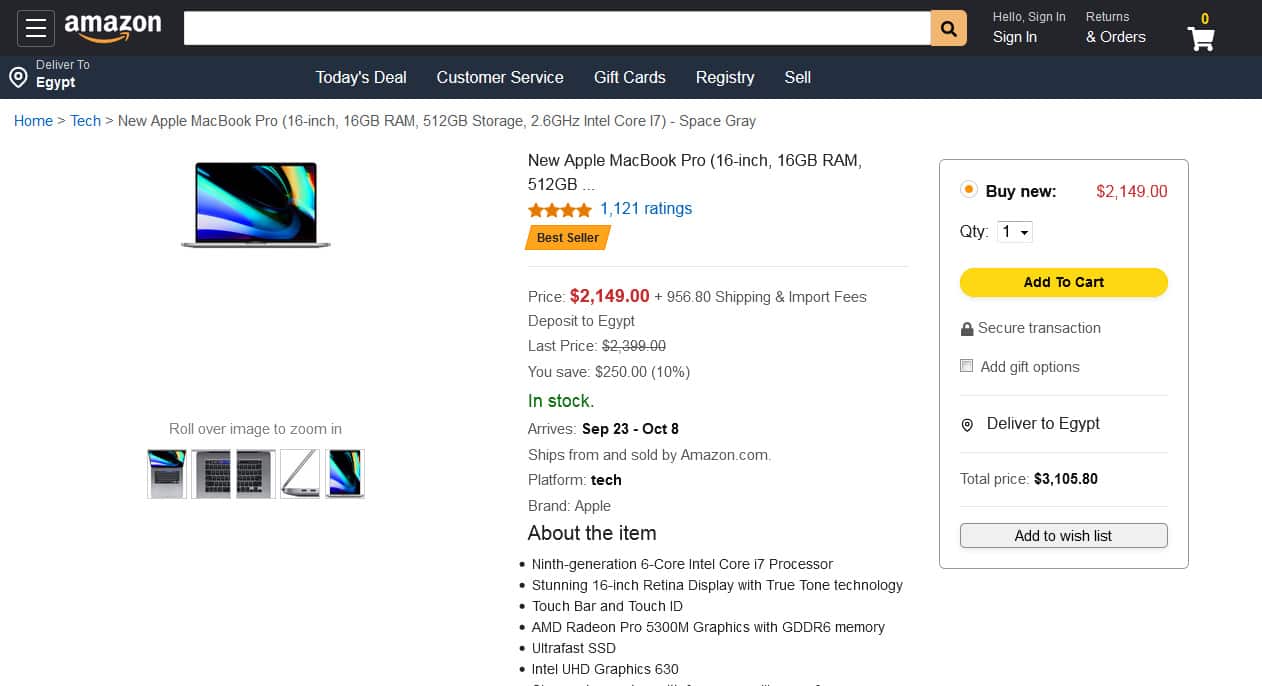 amazon
Hello, Sign In
Sign In
Returns
& Orders
0
Deliver To
Egypt
Today's Deal
Customer Service
Gift Cards
Registry
Sell
Home > Tech > New Apple MacBook Pro (16-inch, 16GB RAM, 512GB Storage, 2.6GHz Intel Core I7) - Space Gray
Roll over image to zoom in
New Apple MacBook Pro (16-inch, 16GB RAM,
512GB ...
1,121 ratings
Best Seller
Price: $2,149.00 + 956.80 Shipping & Import Fees
Deposit to Egypt
Last Price: $2,399.00
You save: $250.00 (10%)
In stock.
Arrives: Sep 23 - Oct 8
Ships from and sold by Amazon.com.
Platform: tech
Brand: Apple
About the item
• Ninth-generation 6-Core Intel Core i7 Processor
• Stunning 16-inch Retina Display with True Tone technology
• Touch Bar and Touch ID
• AMD Radeon Pro 5300M Graphics with GDDR6 memory
• Ultrafast SSD
• Intel UHD Graphics 630
Buy new: $2,149.00
Qty: 1
Add To Cart
Secure transaction
Add gift options
Deliver to Egypt
Total price: $3,105.80
Add to wish list